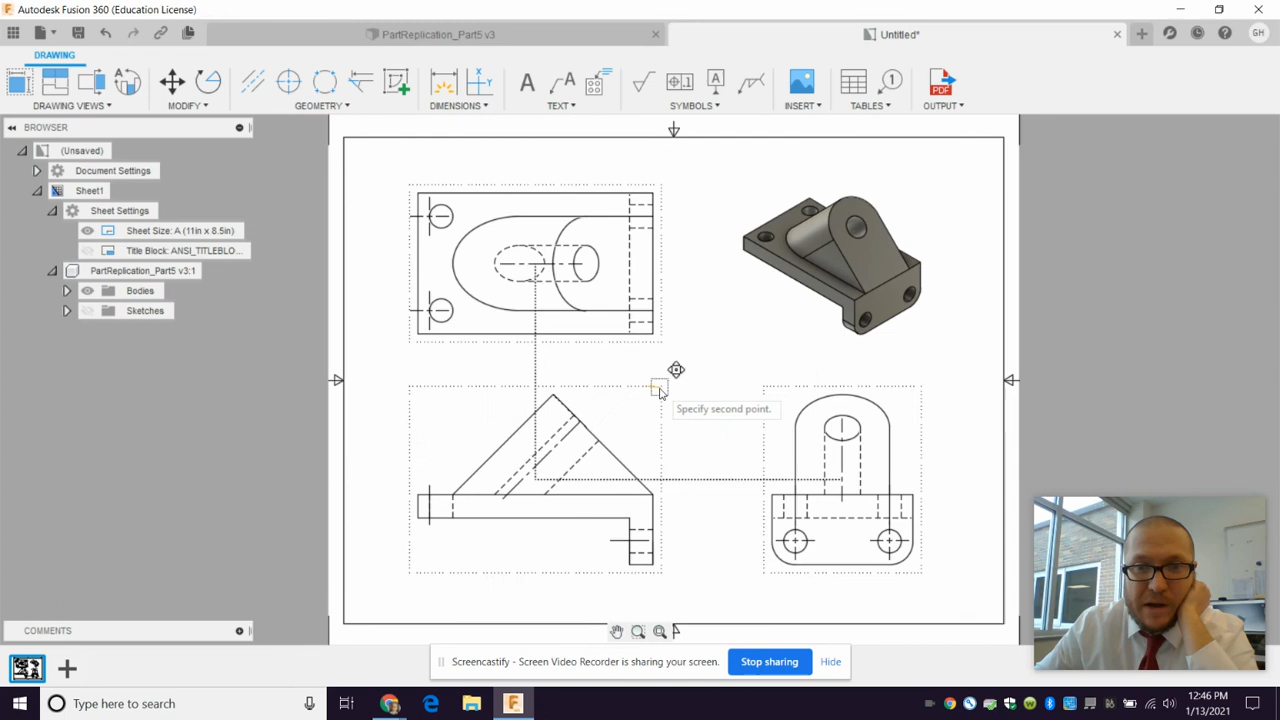 Autodesk Fusion 360 (Education License)
PartReplication_Part5 v3
Untitled*
GH
DRAWING
DRAWING VIEWS
MODIFY
GEOMETRY
DIMENSIONS
TEXT
SYMBOLS
INSERT
TABLES
OUTPUT
BROWSER
(Unsaved)
Document Settings
Sheet1
Sheet Settings
Sheet Size: A (11in x 8.5in)
Title Block: ANSI_TITLEBLO...
PartReplication_Part5 v3:1
Bodies
Sketches
Specify second point.
COMMENTS
Screencastify - Screen Video Recorder is sharing your screen.
Stop sharing
Hide
Type here to search
12:46 PM
1/13/2021